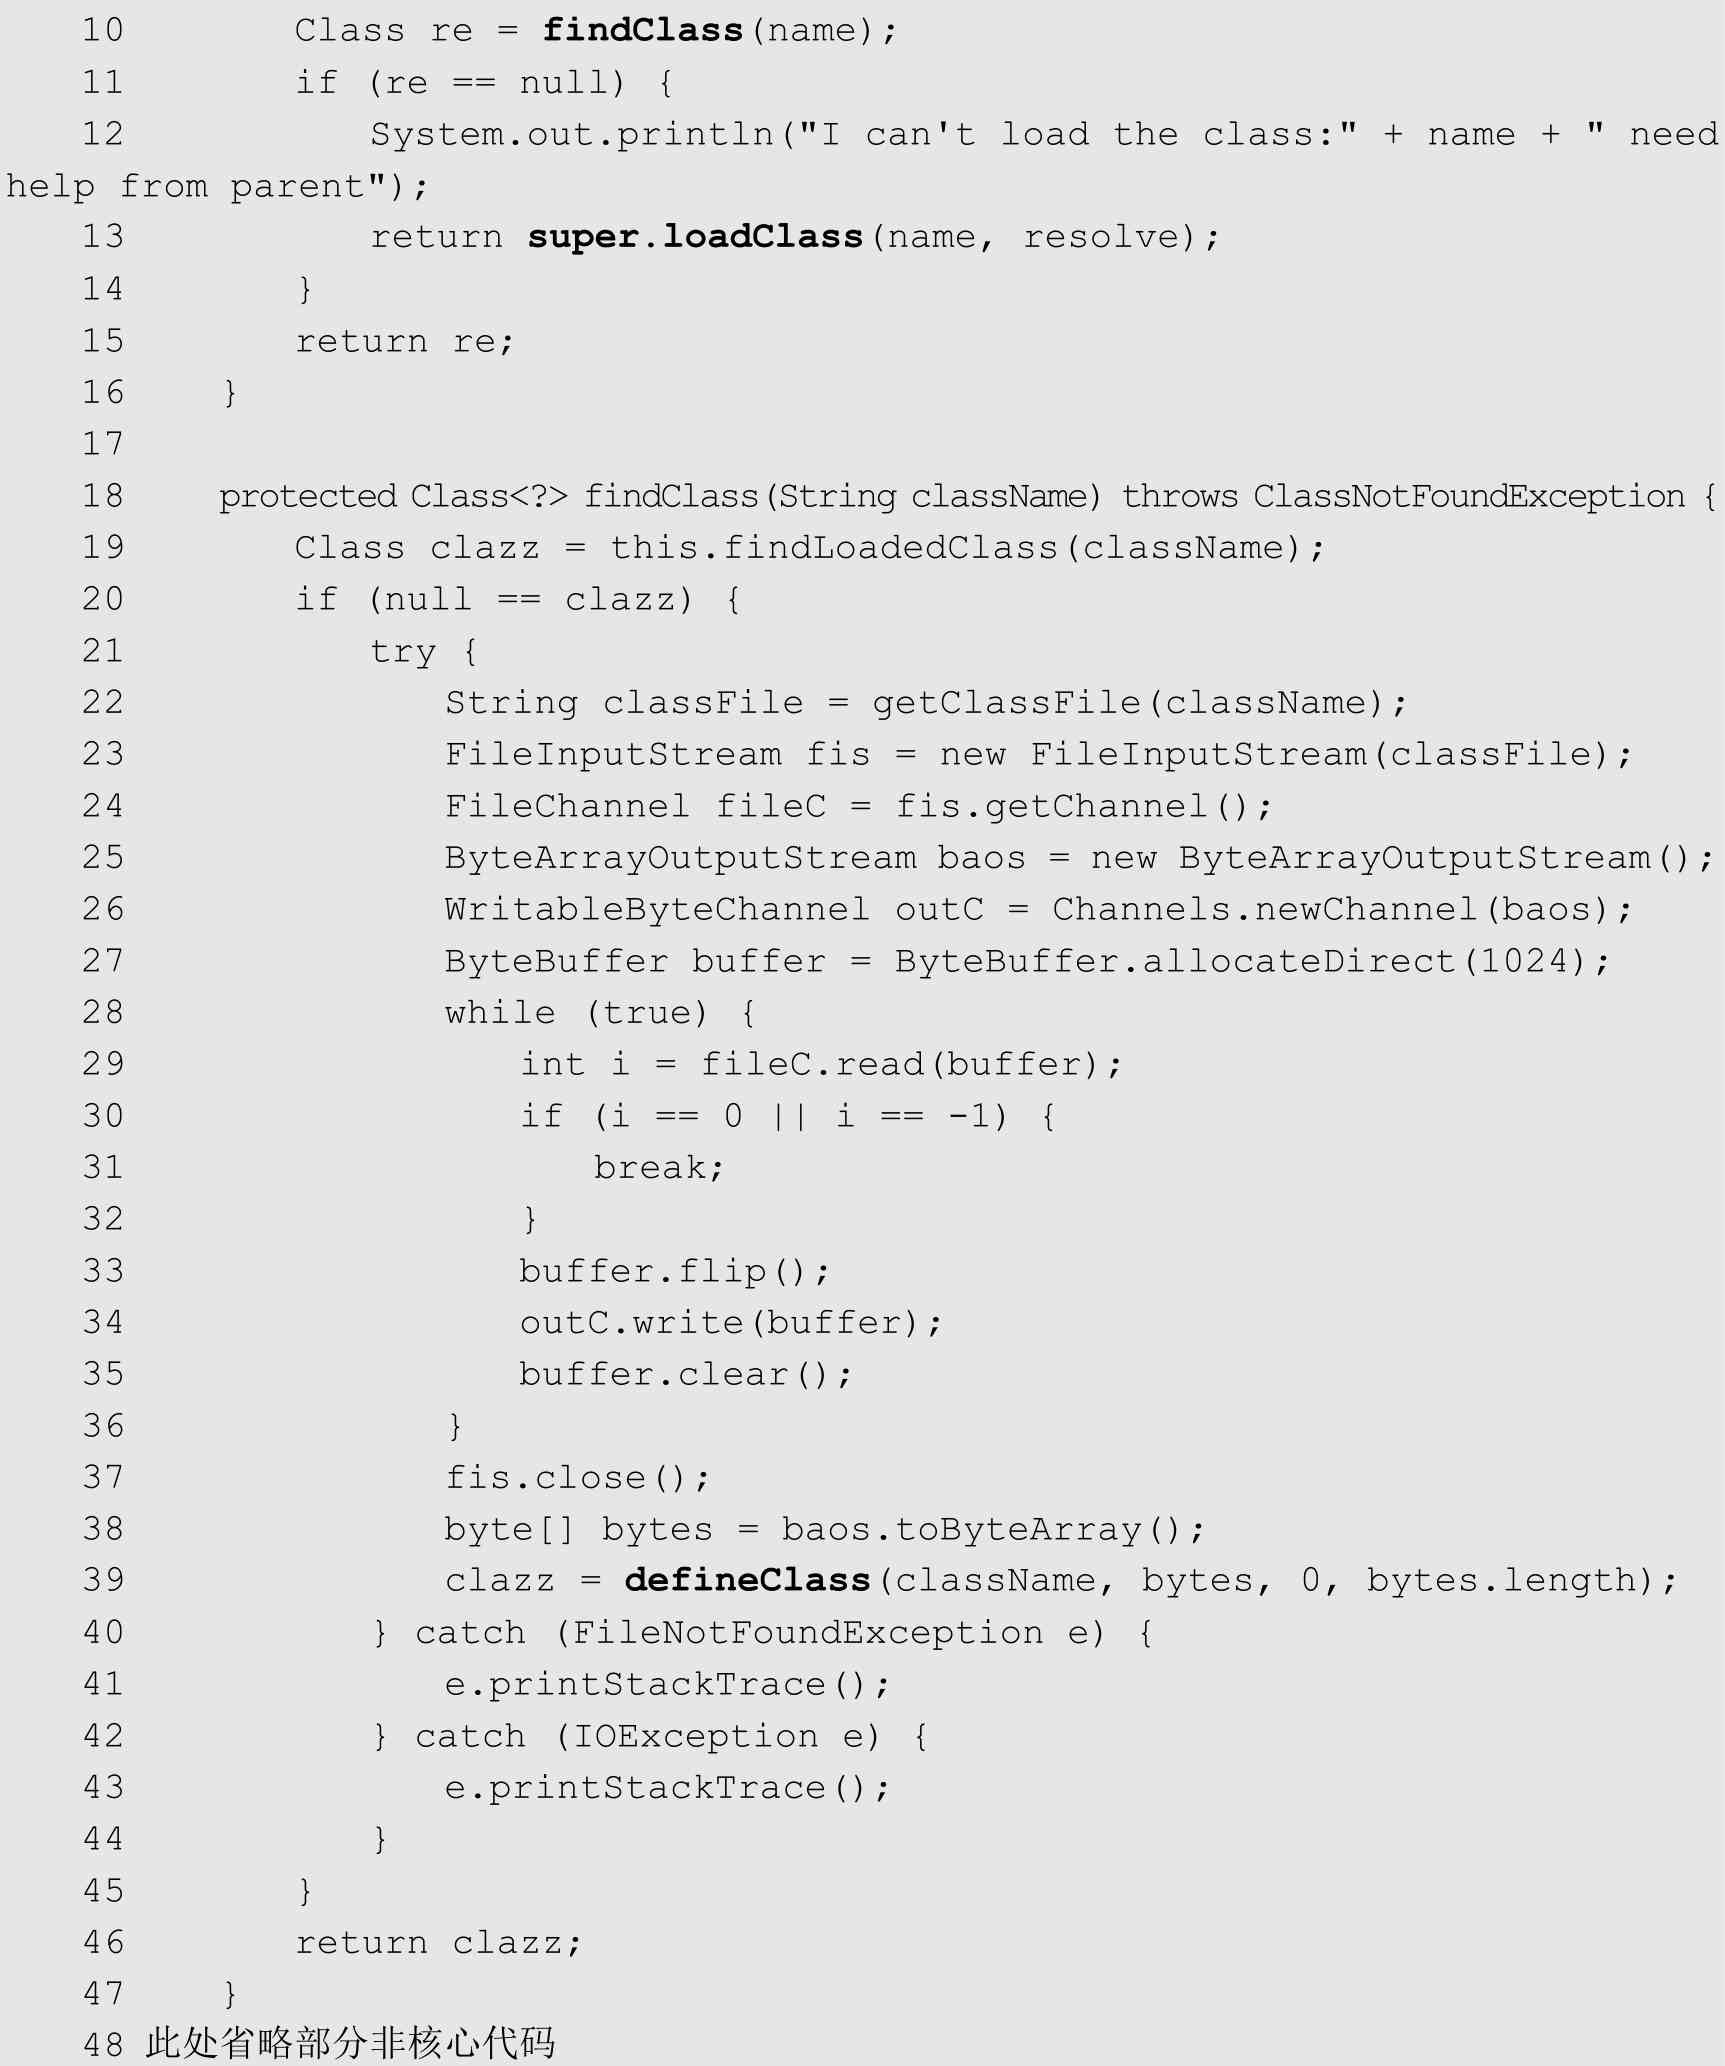 10 Class re = findClass(name);
11 if (re == null) {
12 System.out.println("I can't load the class:" + name + " need
help from parent");
13 return super.loadClass(name, resolve);
14 }
15 return re;
16 }
17
18 protected Class<?> findClass(String className) throws ClassNotFoundException {
19 Class clazz = this.findLoadedClass(className);
20 if (null == clazz) {
21 try {
22 String classFile = getClassFile(className);
23 FileInputStream fis = new FileInputStream(classFile);
24 FileChannel fileC = fis.getChannel();
25 ByteArrayOutputStream baos = new ByteArrayOutputStream();
26 WritableByteChannel outC = Channels.newChannel(baos);
27 ByteBuffer buffer = ByteBuffer.allocateDirect(1024);
28 while (true) {
29 int i = fileC.read(buffer);
30 if (i == 0 || i == -1) {
31 break;
32 }
33 buffer.flip();
34 outC.write(buffer);
35 buffer.clear();
36 }
37 fis.close();
38 byte[] bytes = baos.toByteArray();
39 clazz = defineClass(className, bytes, 0, bytes.length);
40 } catch (FileNotFoundException e) {
41 e.printStackTrace();
42 } catch (IOException e) {
43 e.printStackTrace();
44 }
45 }
46 return clazz;
47 }
48 此处省略部分非核心代码